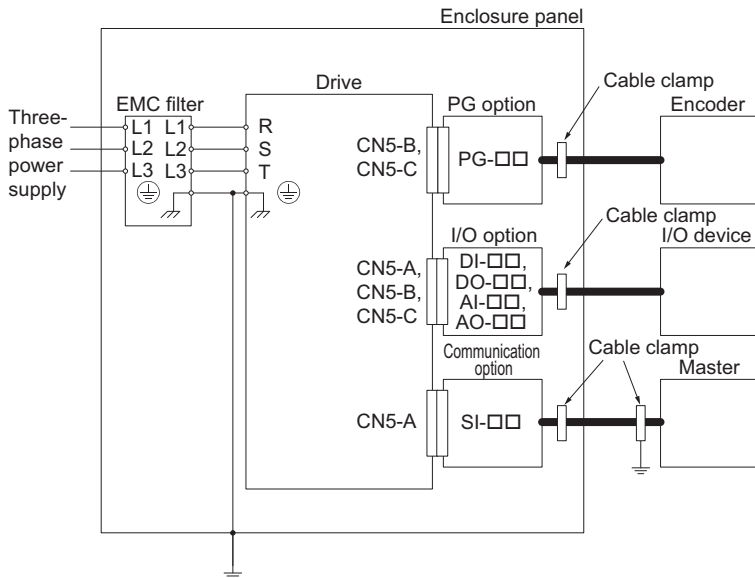 Enclosure panel
Drive
Cable clamp
EMC filter
PG option
Encoder
Three-
phase
power
supply
L1 L1
L2 L2
L3 L3
R
S
T
CN5-B,
CN5-C
PG-□□
Cable clamp
I/O option
I/O device
CN5-A,
CN5-B,
CN5-C
DI-□□,
DO-□□,
AI-□□,
AO-□□
Communication
option
Cable clamp
Master
CN5-A
SI-□□